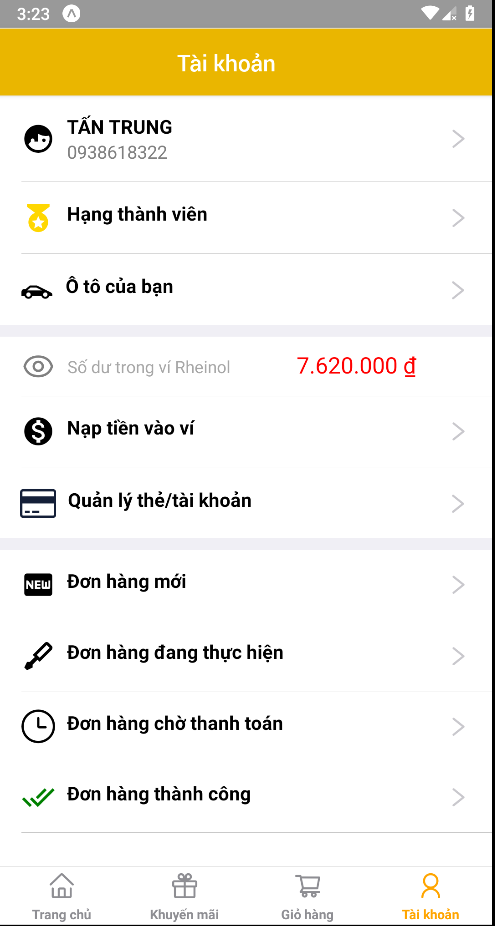 3:23
Tài khoản
TẤN TRUNG
0938618322
Hạng thành viên
Ô tô của bạn
Số dư trong ví Rheinol 7.620.000 ₫
Nạp tiền vào ví
Quản lý thẻ/tài khoản
NEW Đơn hàng mới
Đơn hàng đang thực hiện
Đơn hàng chờ thanh toán
Đơn hàng thành công
Trang chủ Khuyến mãi Giỏ hàng Tài khoản